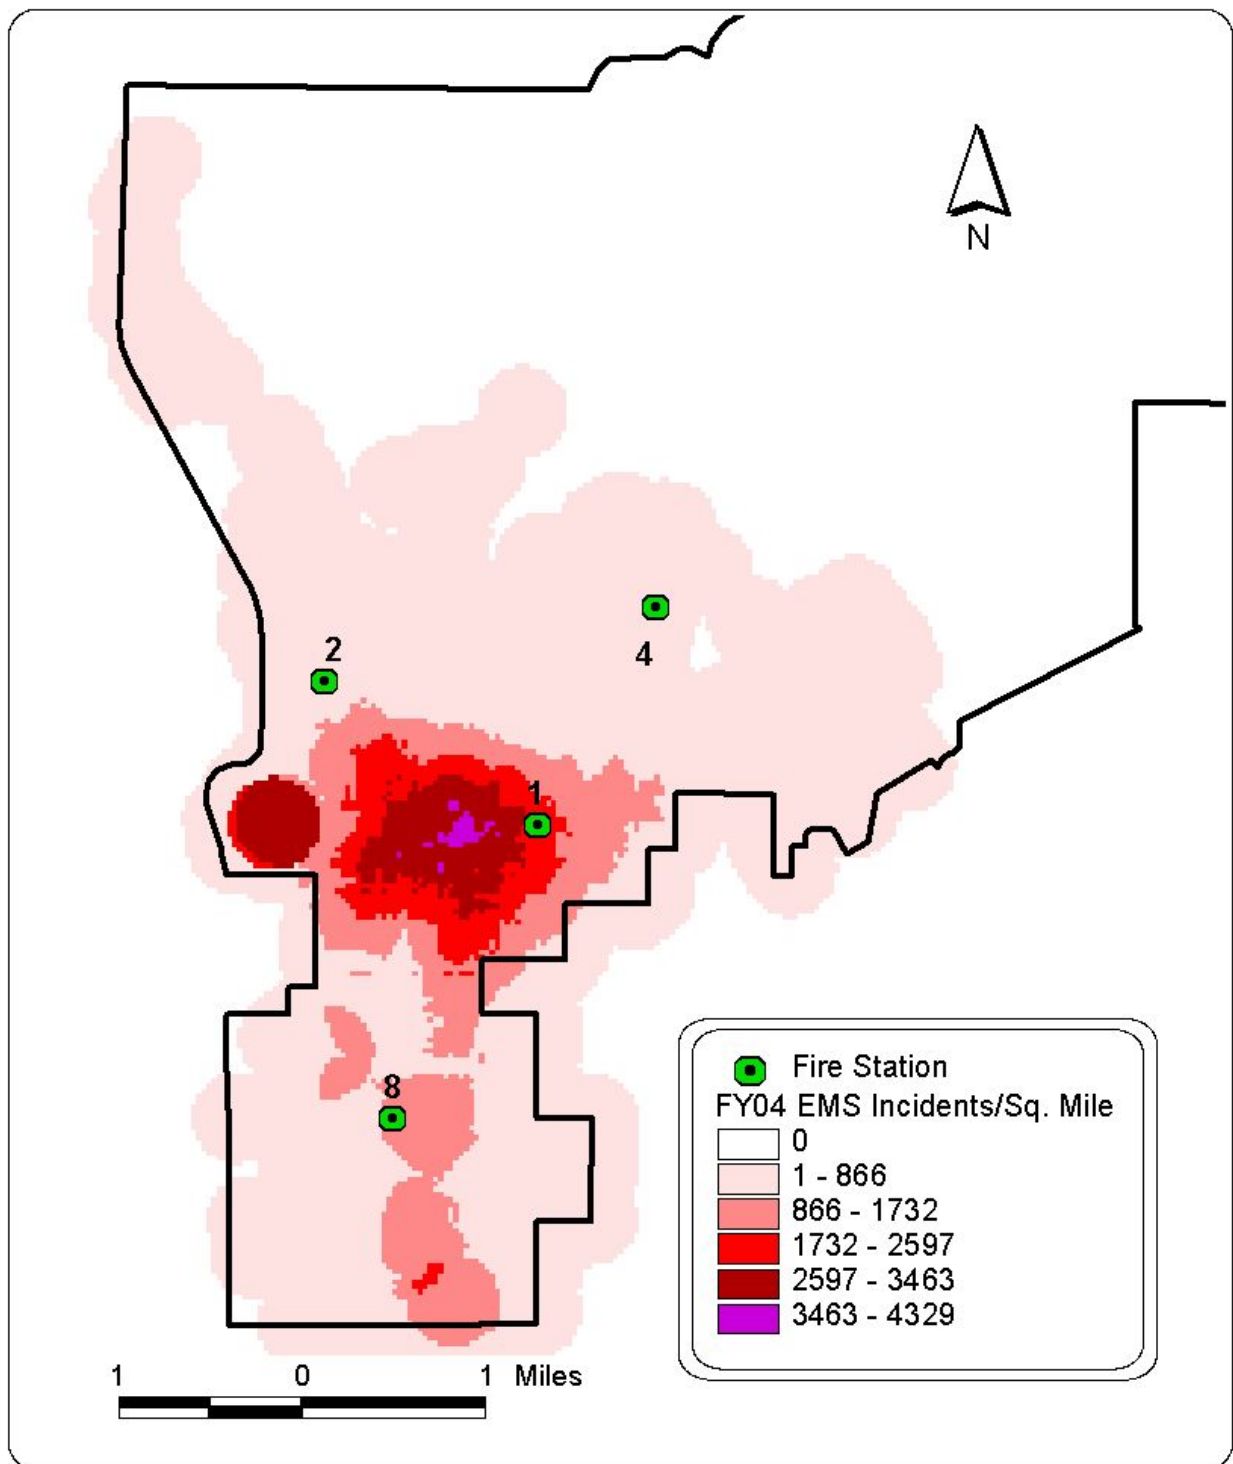 N
2
4
1
8
Fire Station
FY04 EMS Incidents/Sq. Mile
0
1 - 866
866 - 1732
1732 - 2597
2597 - 3463
3463 - 4329
1 0 1 Miles